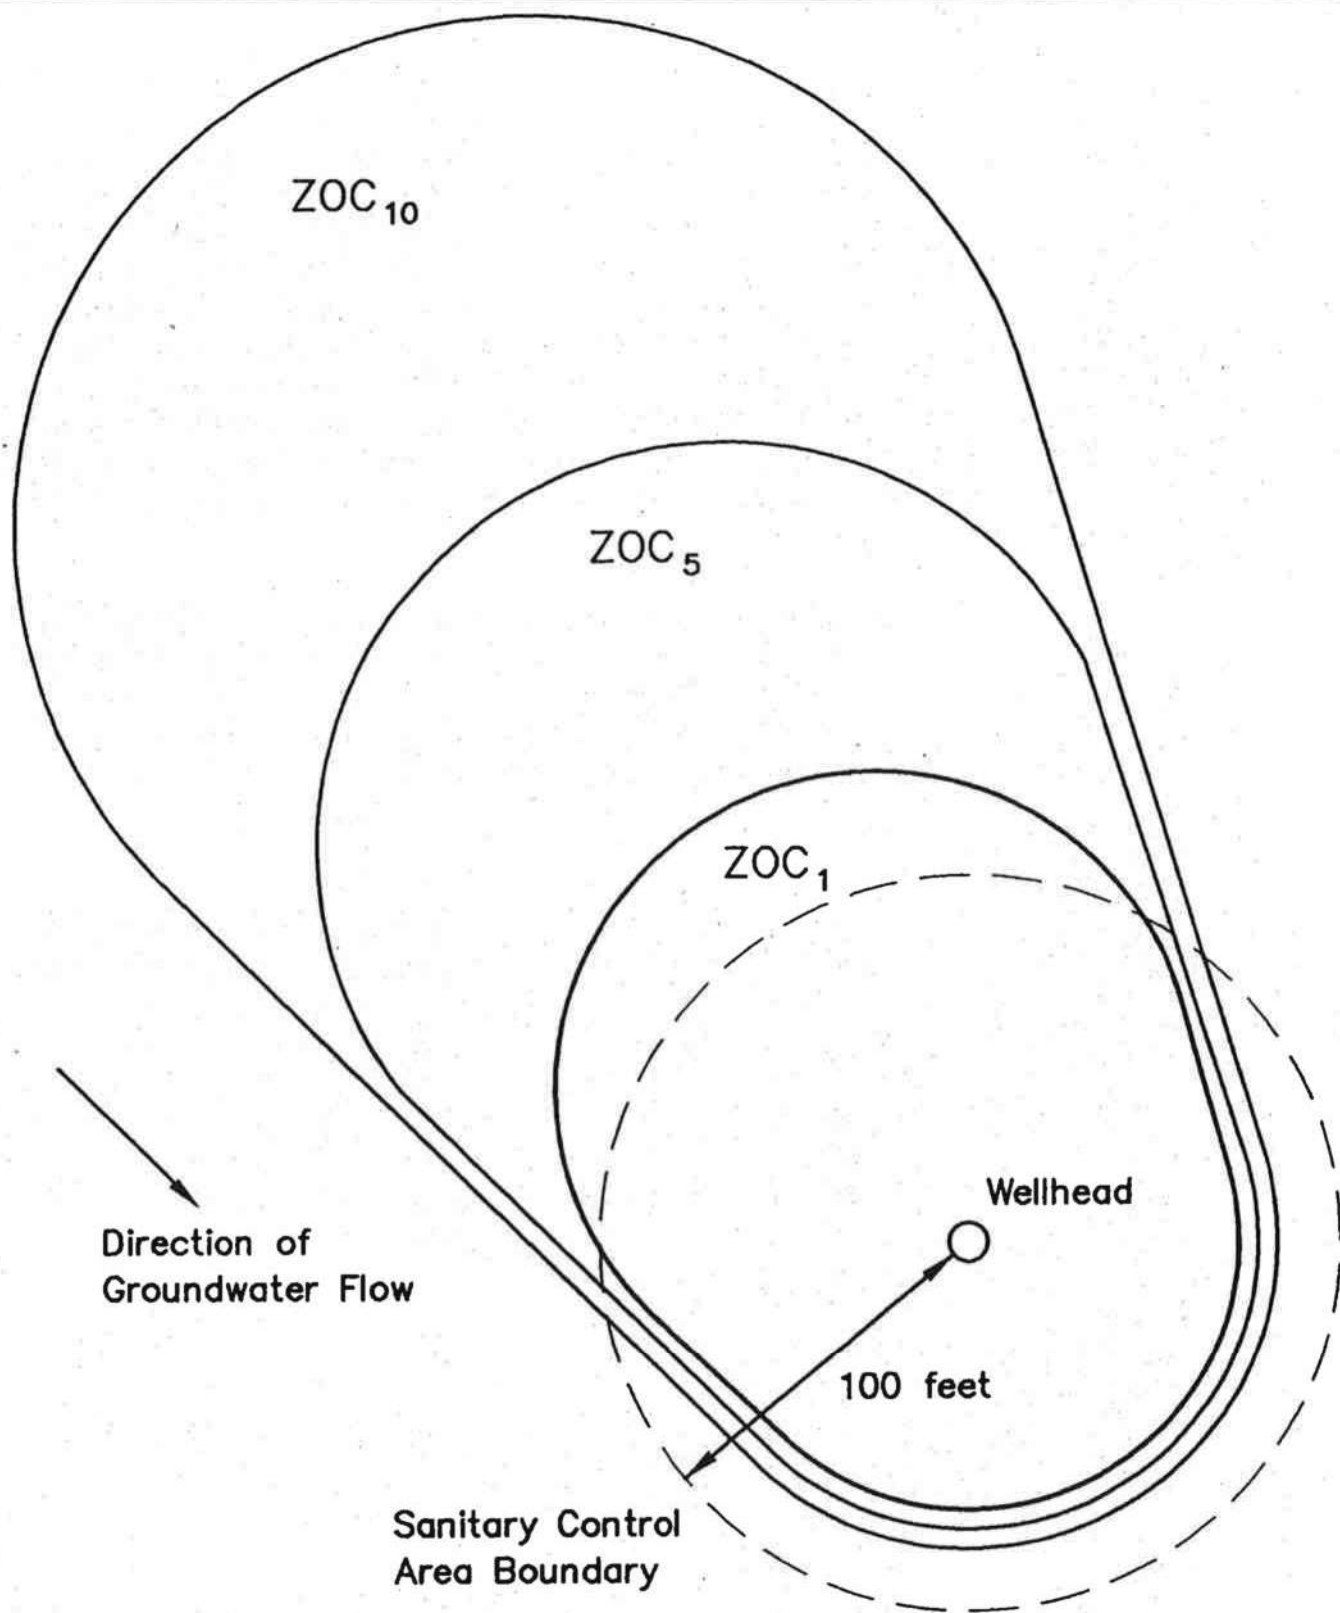 ZOC₁₀
ZOC₅
ZOC₁
Wellhead
Direction of
Groundwater Flow
100 feet
Sanitary Control
Area Boundary